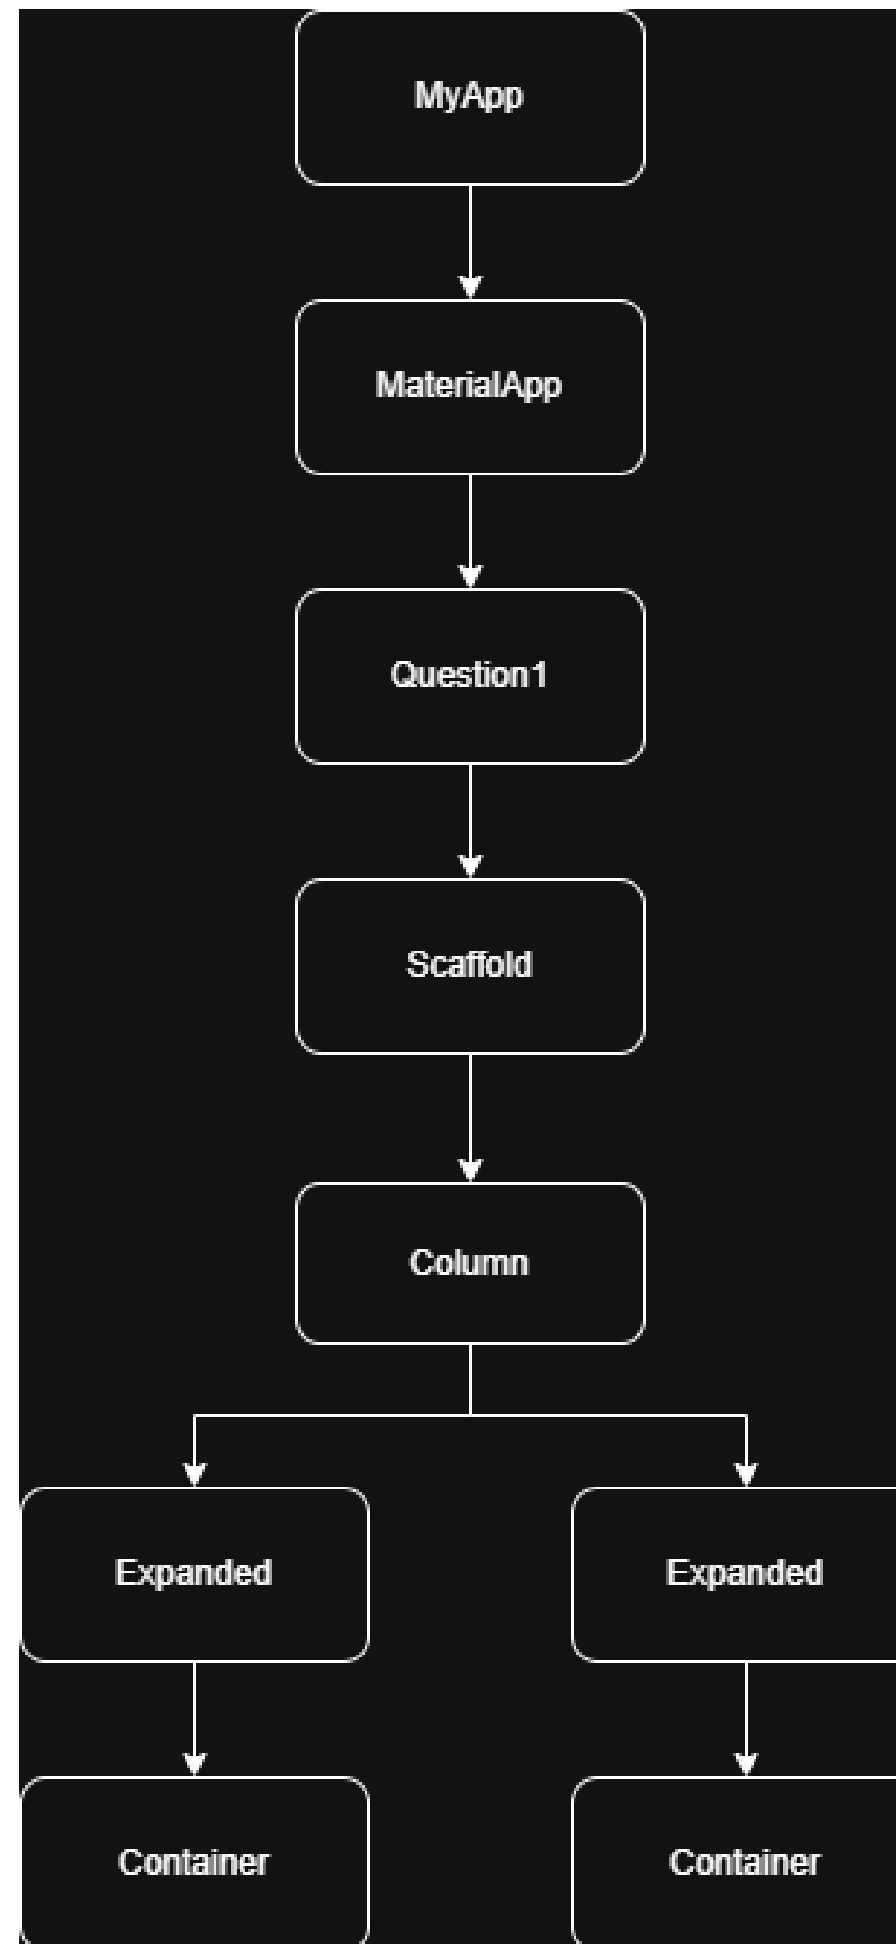 MyApp
MaterialApp
Question1
Scaffold
Column
Expanded
Expanded
Container
Container